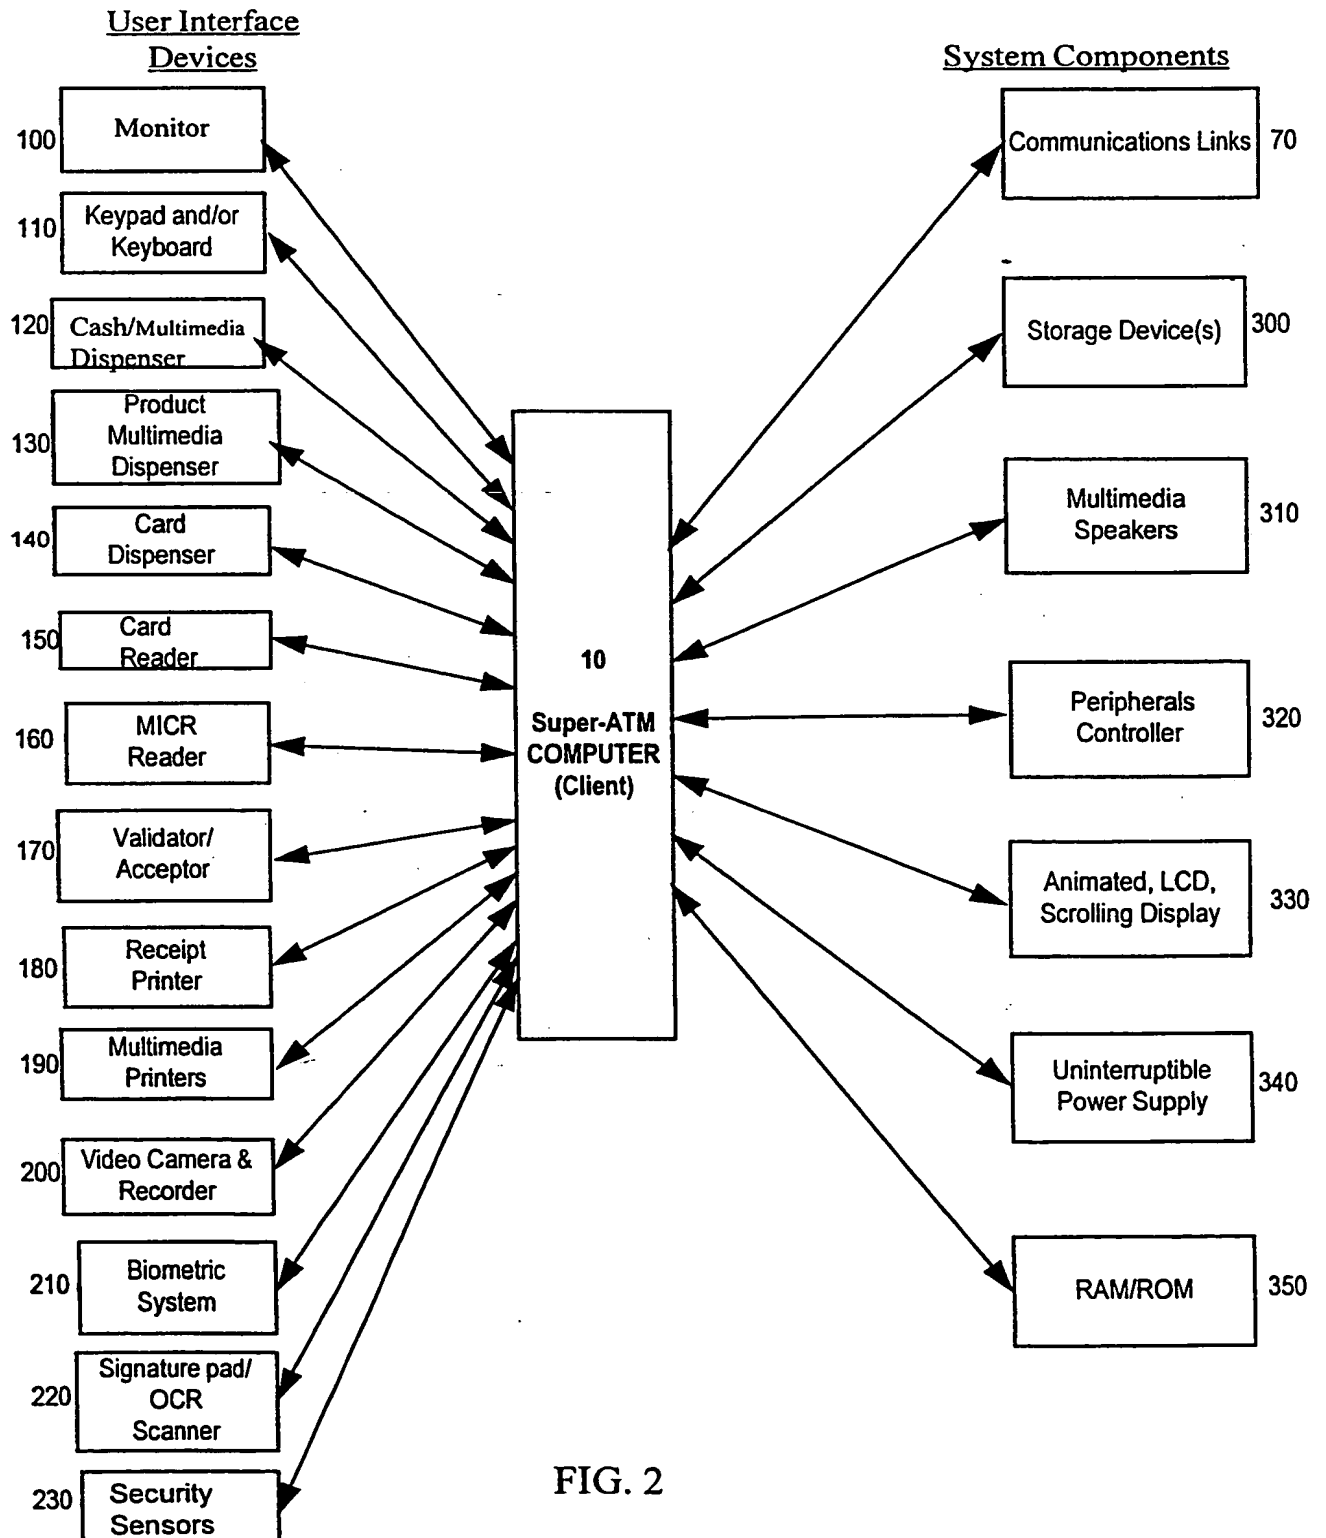 User Interface
Devices
100
Monitor
110
Keypad and/or
Keyboard
120
Cash/Multimedia
Dispenser
130
Product
Multimedia
Dispenser
140
Card
Dispenser
150
Card
Reader
160
MICR
Reader
170
Validator/
Acceptor
180
Receipt
Printer
190
Multimedia
Printers
200
Video Camera &
Recorder
210
Biometric
System
220
Signature pad/
OCR
Scanner
230
Security
Sensors
10
Super-ATM
COMPUTER
(Client)
System Components
Communications Links
70
Storage Device(s)
300
Multimedia
Speakers
310
Peripherals
Controller
320
Animated, LCD,
Scrolling Display
330
Uninterruptible
Power Supply
340
RAM/ROM
350
FIG. 2